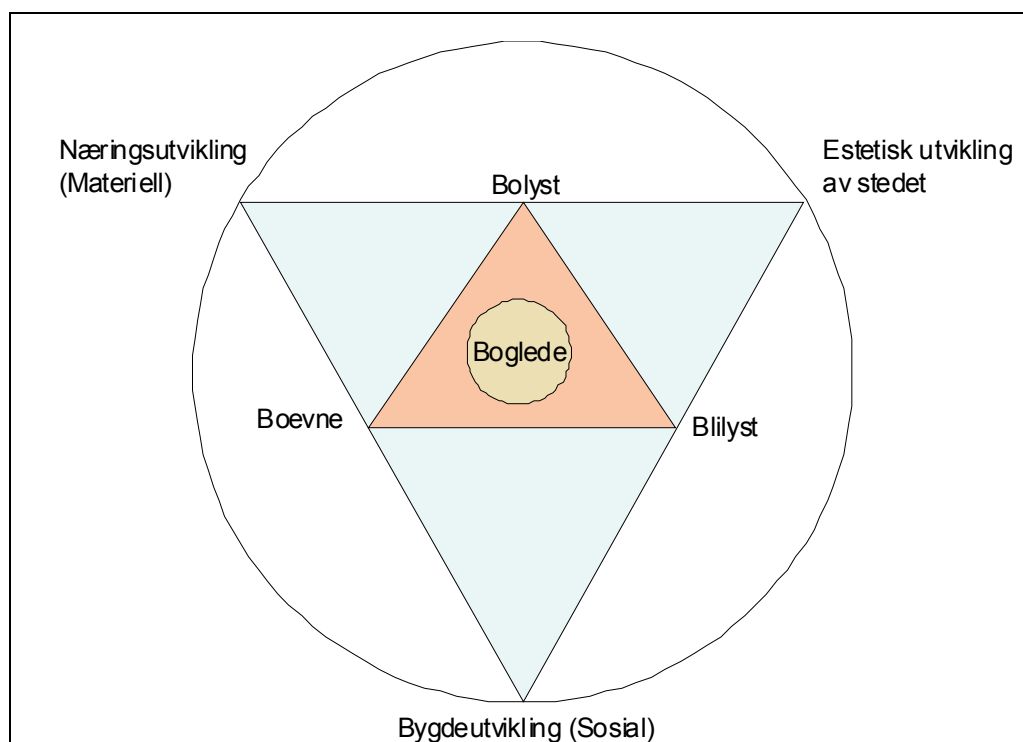 Næringsutvikling
(Materiell)
Estetisk utvikling
av stedet
Bolyst
Boglede
Boevne
Blilyst
Bygdeutvikling (Sosial)